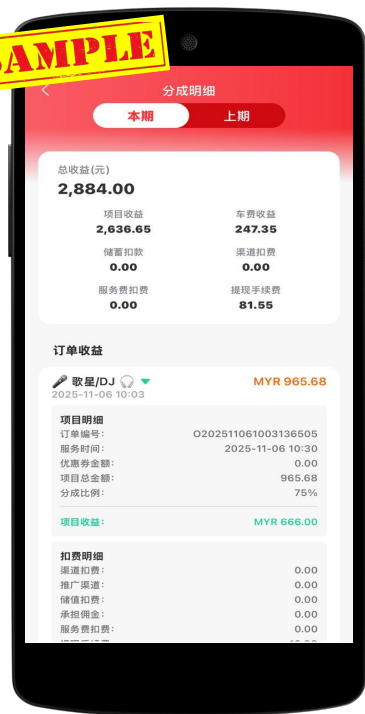 SAMPLE
分成明细
本期 上期
总收益(元)
2,884.00
项目收益 车费收益
2,636.65 247.35
储蓄扣款 渠道扣费
0.00 0.00
服务费扣费 提现手续费
0.00 81.55
订单收益
歌星/DJ MYR 965.68
2025-11-06 10:03
项目明细
订单编号: O202511061003136505
服务时间: 2025-11-06 10:30
优惠券金额: 0.00
项目总金额: 965.68
分成比例: 75%
项目收益: MYR 666.00
扣费明细
渠道扣费: 0.00
推广渠道: 0.00
储值扣费: 0.00
承担佣金: 0.00
服务费扣费: 0.00